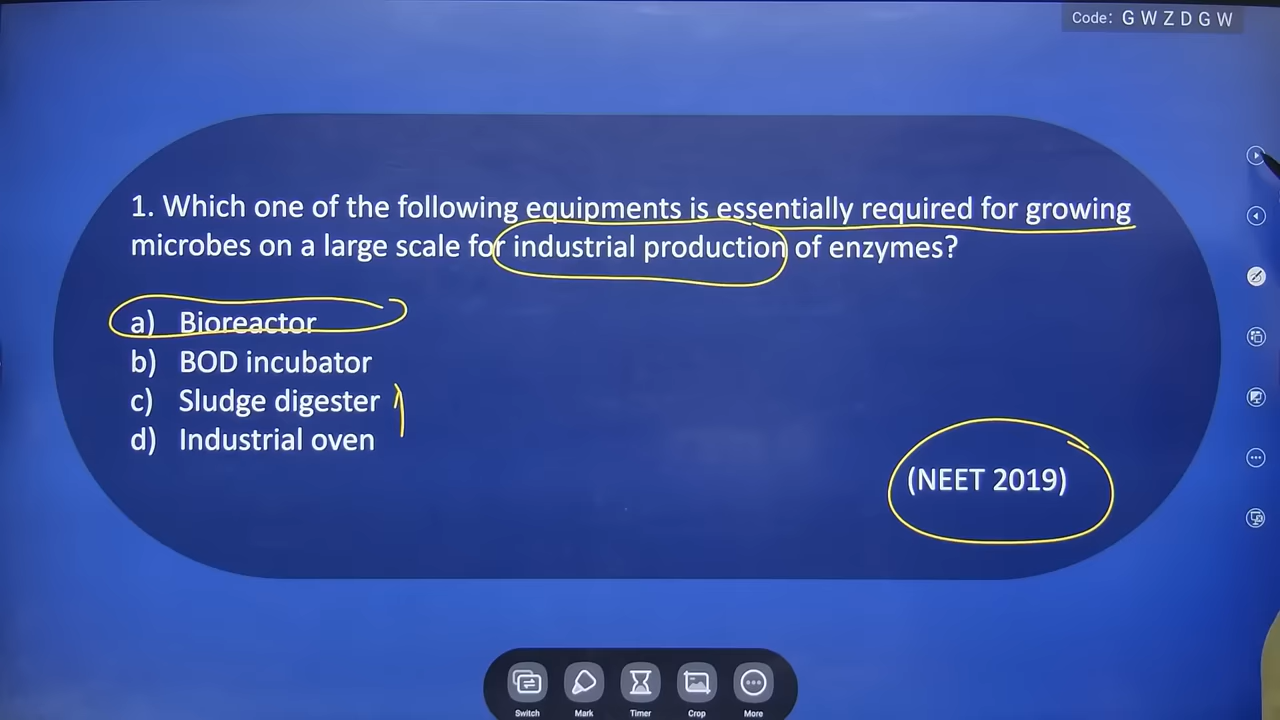 Code: G W Z D G W
1. Which one of the following equipments is essentially required for growing
microbes on a large scale for industrial production of enzymes?
a) Bioreactor
b) BOD incubator
c) Sludge digester
d) Industrial oven
(NEET 2019)
Switch Mark Timer Crop More